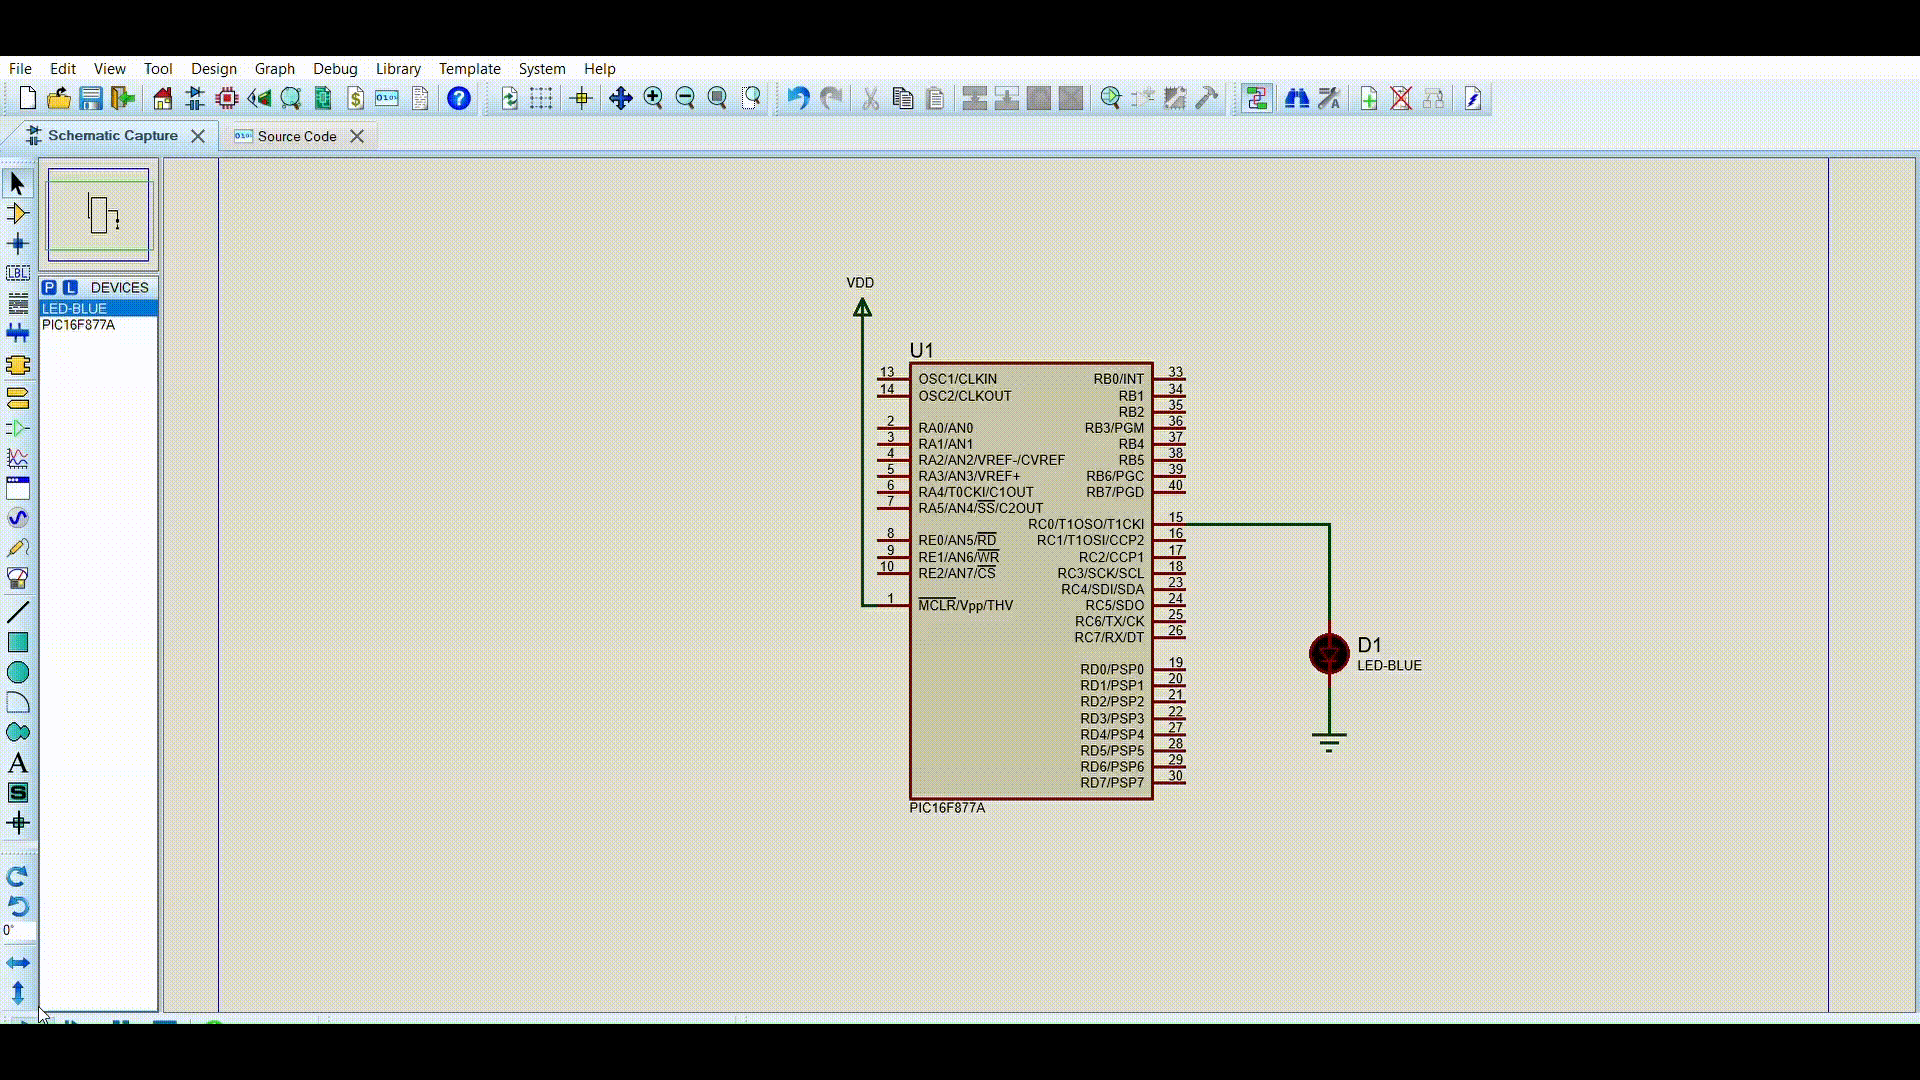 File Edit View Tool Design Graph Debug Library Template System Help
Schematic Capture Source Code
LBL
P L DEVICES
LED-BLUE
PIC16F877A
A
S
0°
VDD
U1
13 OSC1/CLKIN RB0/INT 33
14 OSC2/CLKOUT RB1 34
RB2 35
2 RA0/AN0 RB3/PGM 36
3 RA1/AN1 RB4 37
4 RA2/AN2/VREF-/CVREF RB5 38
5 RA3/AN3/VREF+ RB6/PGC 39
6 RA4/T0CKI/C1OUT RB7/PGD 40
7 RA5/AN4/SS/C2OUT
RC0/T1OSO/T1CKI 15
8 RE0/AN5/RD RC1/T1OSI/CCP2 16
9 RE1/AN6/WR RC2/CCP1 17
10 RE2/AN7/CS RC3/SCK/SCL 18
RC4/SDI/SDA 23
1 MCLR/Vpp/THV RC5/SDO 24
RC6/TX/CK 25
RC7/RX/DT 26
RD0/PSP0 19
RD1/PSP1 20
RD2/PSP2 21
RD3/PSP3 22
RD4/PSP4 27
RD5/PSP5 28
RD6/PSP6 29
RD7/PSP7 30
PIC16F877A
D1
LED-BLUE